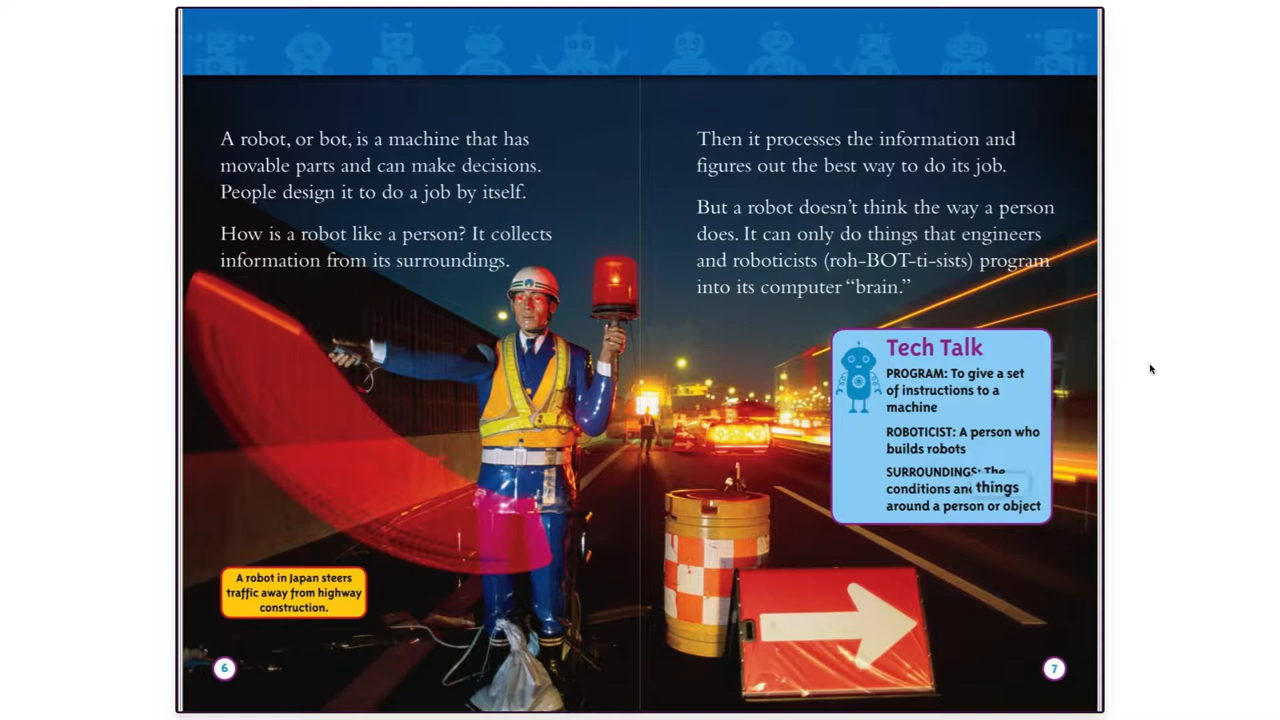 A robot, or bot, is a machine that has
movable parts and can make decisions.
People design it to do a job by itself.
How is a robot like a person? It collects
information from its surroundings.
A robot in Japan steers
traffic away from highway
construction.
6
Then it processes the information and
figures out the best way to do its job.
But a robot doesn’t think the way a person
does. It can only do things that engineers
and roboticists (roh-BOT-ti-sists) program
into its computer “brain.”
Tech Talk
PROGRAM: To give a set
of instructions to a
machine
ROBOTICIST: A person who
builds robots
SURROUNDINGS: The
conditions and things
around a person or object
7